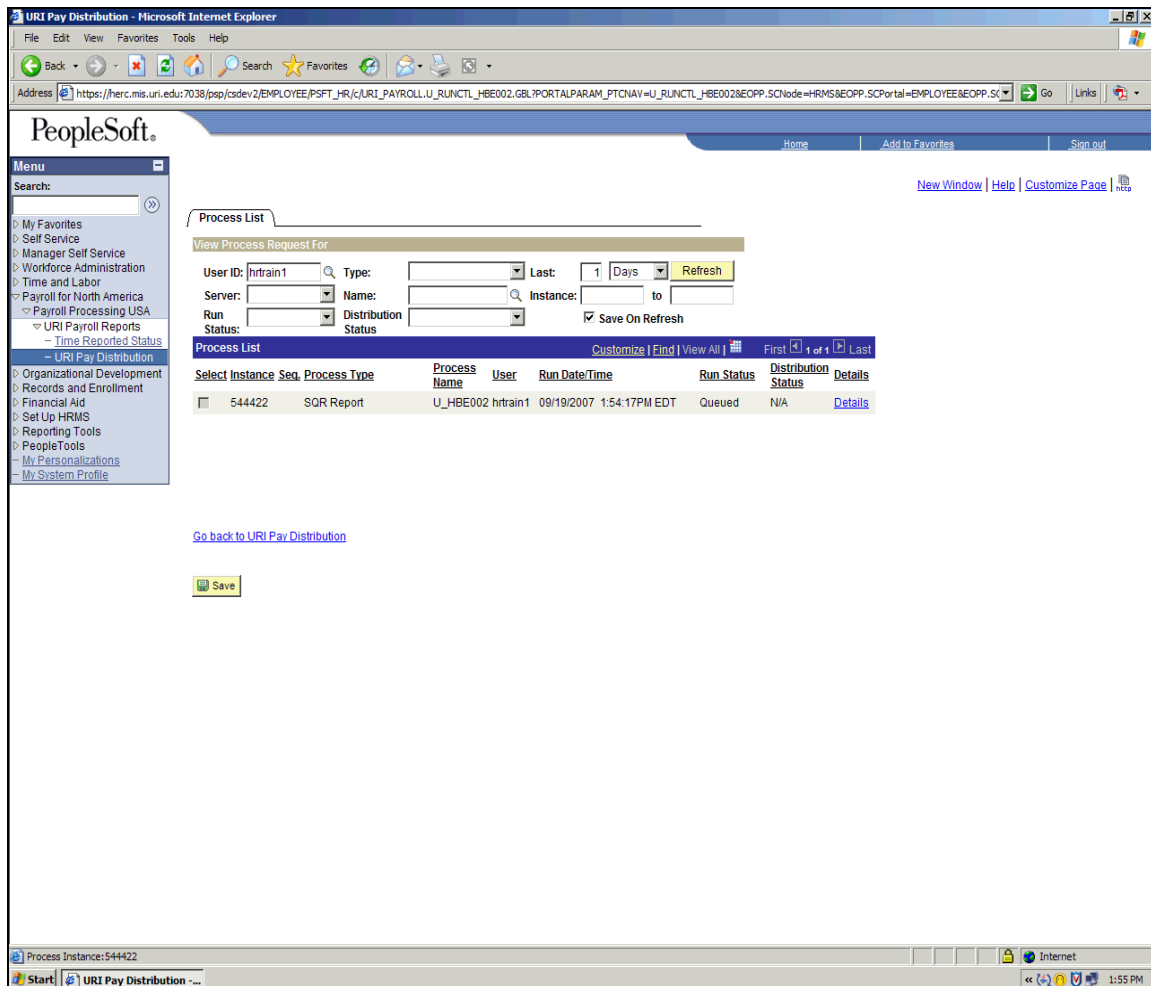 URI Pay Distribution - Microsoft Internet Explorer
File Edit View Favorites Tools Help
Back Search Favorites
Address https://herc.mis.uri.edu:7038/psp/csdev2/EMPLOYEE/PSFT_HR/c/URI_PAYROLL.U_RUNCTL_HBE002.GBL?PORTALPARAM_PTCNAV=U_RUNCTL_HBE002&EOPP.SCNode=HRMS&EOPP.SCPortal=EMPLOYEE&EOPP.SC Go Links
PeopleSoft®
Home Add to Favorites Sign out
Menu
Search:
My Favorites
Self Service
Manager Self Service
Workforce Administration
Time and Labor
Payroll for North America
Payroll Processing USA
URI Payroll Reports
– Time Reported Status
– URI Pay Distribution
Organizational Development
Records and Enrollment
Financial Aid
Set Up HRMS
Reporting Tools
PeopleTools
– My Personalizations
– My System Profile
New Window | Help | Customize Page | http
Process List
View Process Request For
User ID: hrtrain1 Type: Last: 1 Days Refresh
Server: Name: Instance: to
Run Status: Distribution Status Save On Refresh
Process List Customize | Find | View All | First 1 of 1 Last
Select Instance Seq. Process Type Process Name User Run Date/Time Run Status Distribution Status Details
544422 SQR Report U_HBE002 hrtrain1 09/19/2007 1:54:17PM EDT Queued N/A Details
Go back to URI Pay Distribution
Save
Process Instance:544422 Internet
Start URI Pay Distribution -... « 1:55 PM